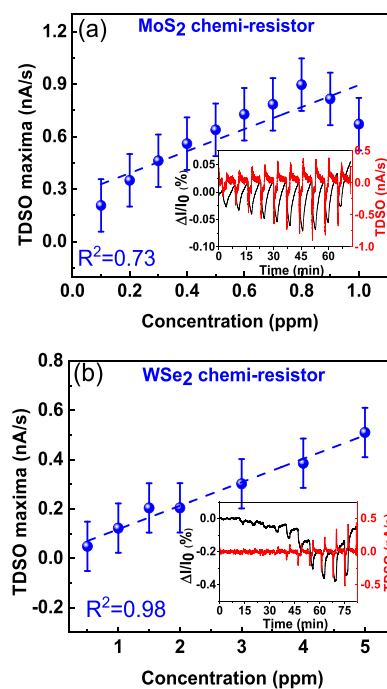 (a)
MoS2 chemi-resistor
TDSO maxima (nA/s)
1.2
0.9
0.6
0.3
0.0
R²=0.73
0.0 0.2 0.4 0.6 0.8 1.0
Concentration (ppm)
ΔI/I0 (%)
0.05
0.00
-0.05
-0.10
0 15 30 45 60
Time (min)
0.5
0.0
-0.5
-1.0
TDSO (nA/s)
(b)
WSe2 chemi-resistor
TDSO maxima (nA/s)
0.8
0.6
0.4
0.2
0.0
-0.2
R²=0.98
1 2 3 4 5
Concentration (ppm)
ΔI/I0 (%)
0.0
-0.2
-0.4
0 15 30 45 60 75
Time (min)
0.5
0.0
-0.5
TDSO (nA/s)